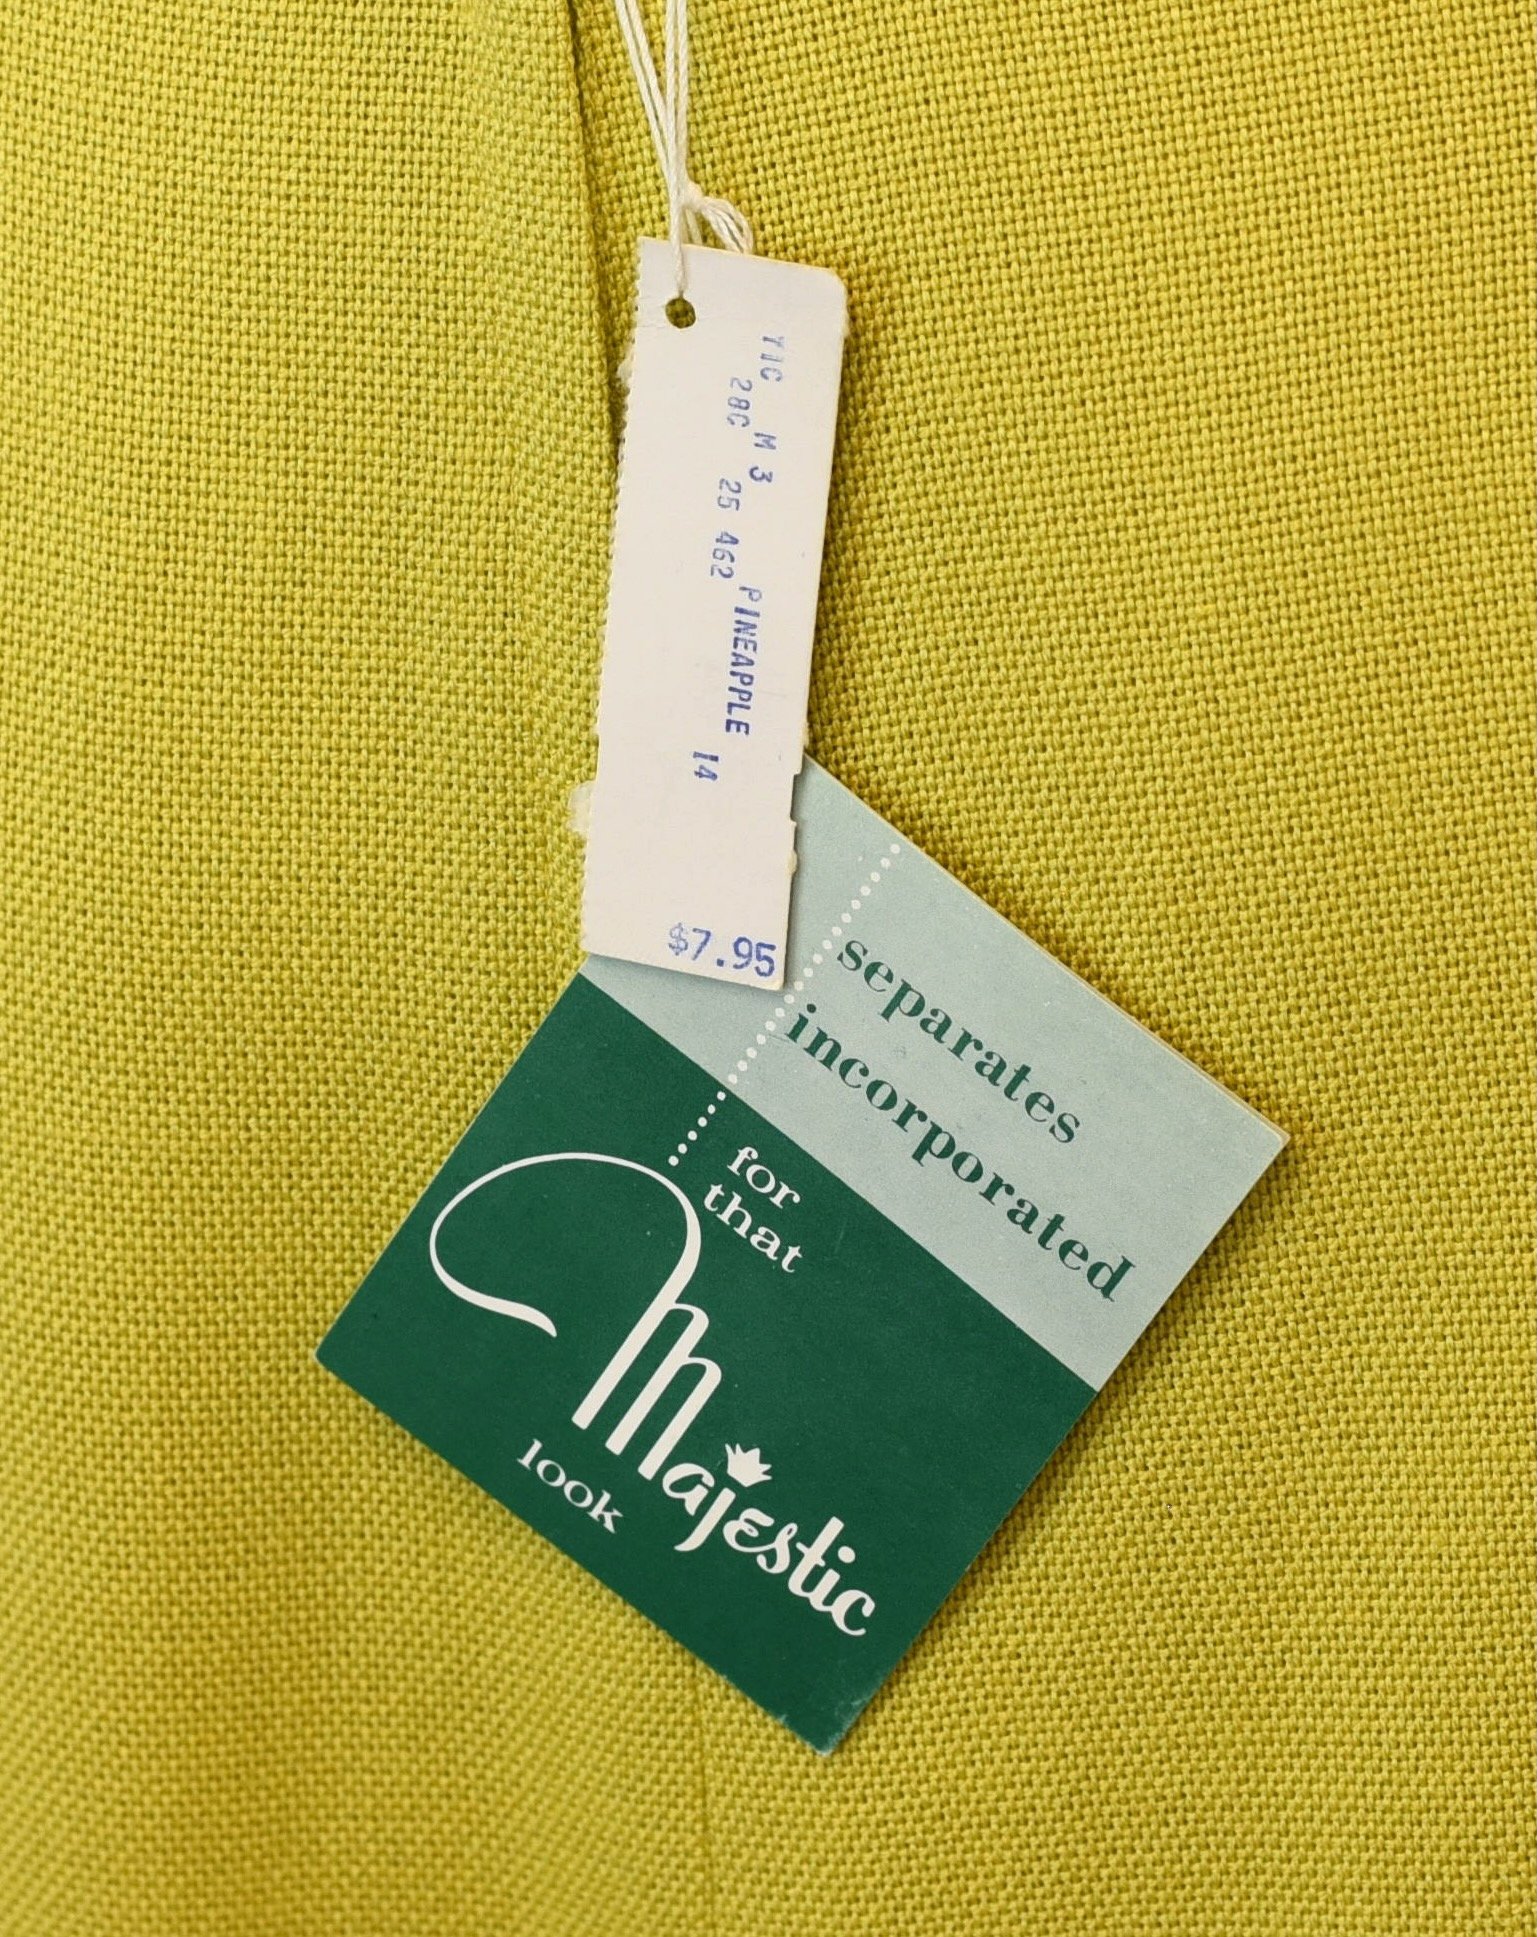 TIC M 3 PINEAPPLE
28C 25 462 14
$7.95
separates
incorporated
for
that
Majestic
look